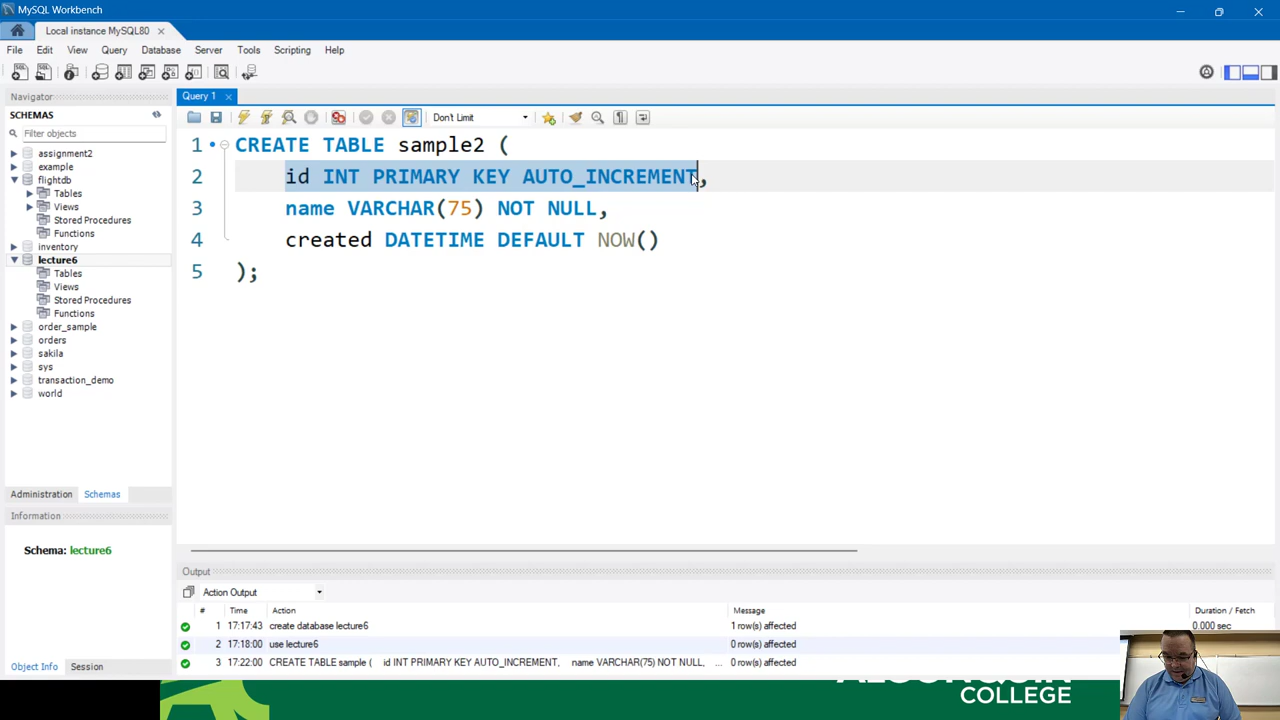 MySQL Workbench
Local instance MySQL80
File Edit View Query Database Server Tools Scripting Help
Navigator
SCHEMAS
Filter objects
assignment2
example
flightdb
Tables
Views
Stored Procedures
Functions
inventory
lecture6
Tables
Views
Stored Procedures
Functions
order_sample
orders
sakila
sys
transaction_demo
world
Administration Schemas
Information
Schema: lecture6
Object Info Session
Query 1
Don't Limit
1 CREATE TABLE sample2 (
2 id INT PRIMARY KEY AUTO_INCREMENT,
3 name VARCHAR(75) NOT NULL,
4 created DATETIME DEFAULT NOW()
5 );
Output
Action Output
# Time Action Message Duration / Fetch
1 17:17:43 create database lecture6 1 row(s) affected 0.000 sec
2 17:18:00 use lecture6 0 row(s) affected
3 17:22:00 CREATE TABLE sample ( id INT PRIMARY KEY AUTO_INCREMENT, name VARCHAR(75) NOT NULL, ... 0 row(s) affected
COLLEGE